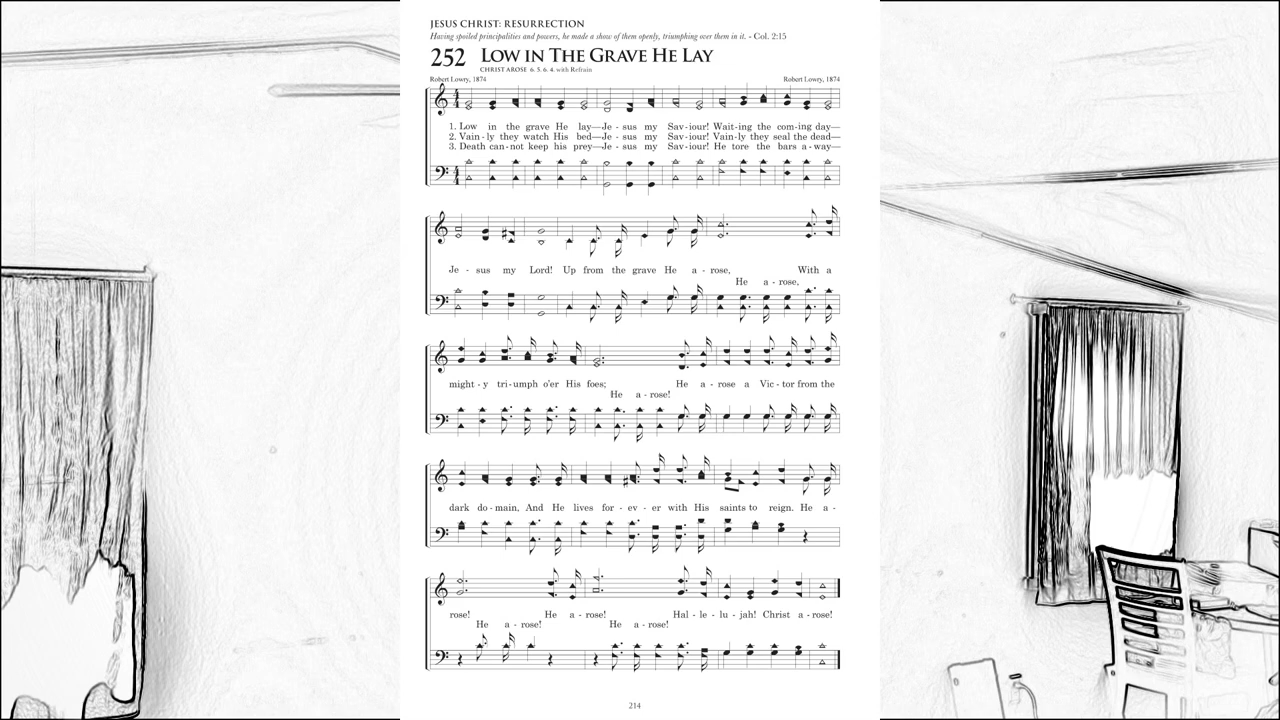 JESUS CHRIST: RESURRECTION
Having spoiled principalities and powers, he made a show of them openly, triumphing over them in it. - Col. 2:15
252 LOW IN THE GRAVE HE LAY
CHRIST AROSE 6. 5. 6. 4. with Refrain
Robert Lowry, 1874 Robert Lowry, 1874
1. Low in the grave He lay—Je - sus my Sav - iour! Wait - ing the com - ing day—
2. Vain - ly they watch His bed—Je - sus my Sav - iour! Vain - ly they seal the dead—
3. Death can - not keep his prey—Je - sus my Sav - iour! He tore the bars a - way—
Je - sus my Lord! Up from the grave He a - rose, With a
He a - rose,
might - y tri - umph o'er His foes; He a - rose a Vic - tor from the
He a - rose!
dark do - main, And He lives for - ev - er with His saints to reign. He a -
rose! He a - rose! Hal - le - lu - jah! Christ a - rose!
He a - rose! He a - rose!
214